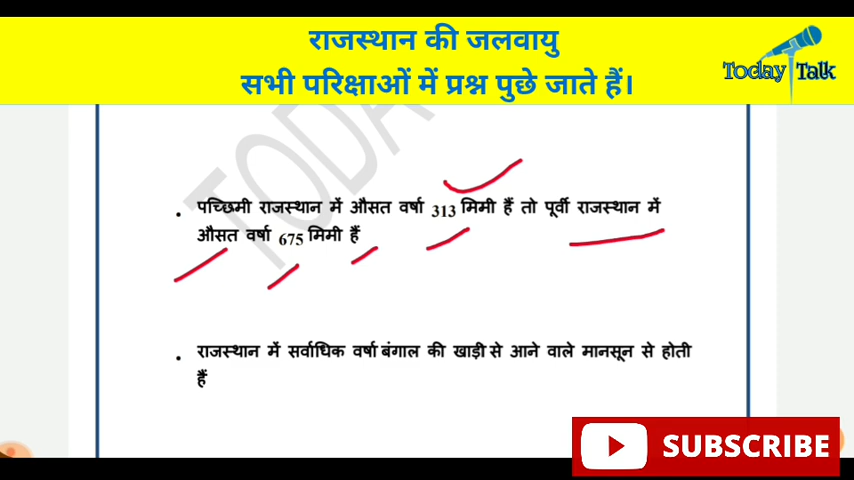 राजस्थान की जलवायु
सभी परिक्षाओं में प्रश्न पुछे जाते हैं।
Today Talk
TODA
पच्छिमी राजस्थान में औसत वर्षा 313 मिमी हैं तो पूर्वी राजस्थान में
औसत वर्षा 675 मिमी हैं
राजस्थान में सर्वाधिक वर्षा बंगाल की खाड़ी से आने वाले मानसून से होती
हैं
SUBSCRIBE